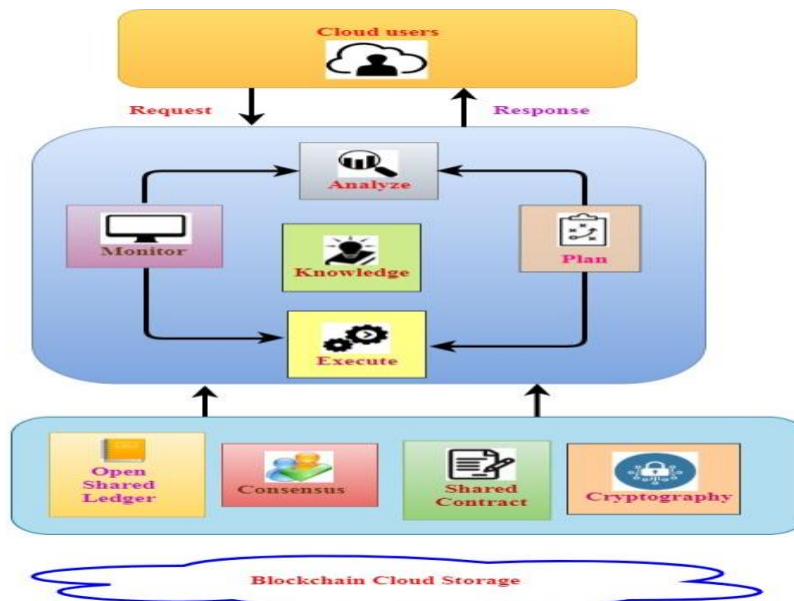 Cloud users
Request
Response
Analyze
Monitor
Plan
Knowledge
Execute
Open
Shared
Ledger
Consensus
Shared
Contract
Cryptography
Blockchain Cloud Storage